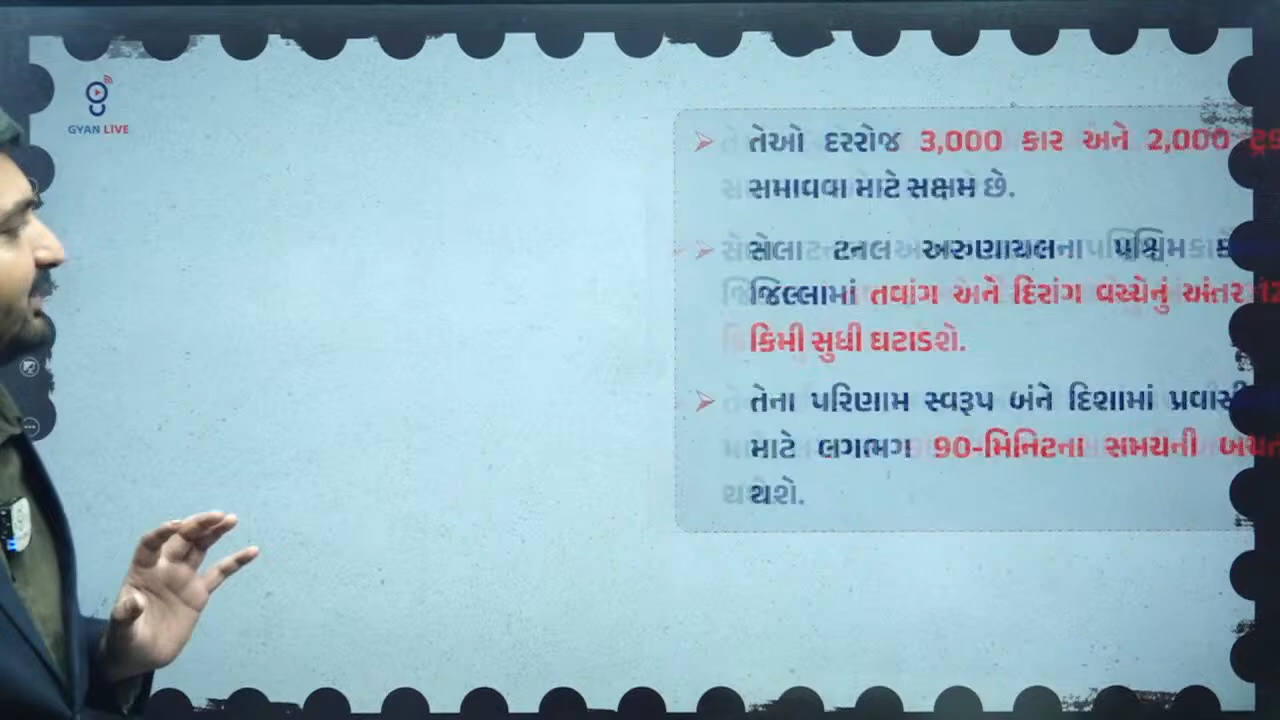 GYAN LIVE
તેઓ દરરોજ 3,000 કાર અને 2,000
સમાવવા માટે સક્ષમ છે.
સેલા ટનલ અરુણાચલના પશ્ચિમ
જિલ્લામાં તવાંગ અને દિરાંગ વચ્ચેનું અંતર
કિમી સુધી ઘટાડશે.
તેના પરિણામ સ્વરૂપ બંને દિશામાં
માટે લગભગ 90-મિનિટના સમયની
થશે.